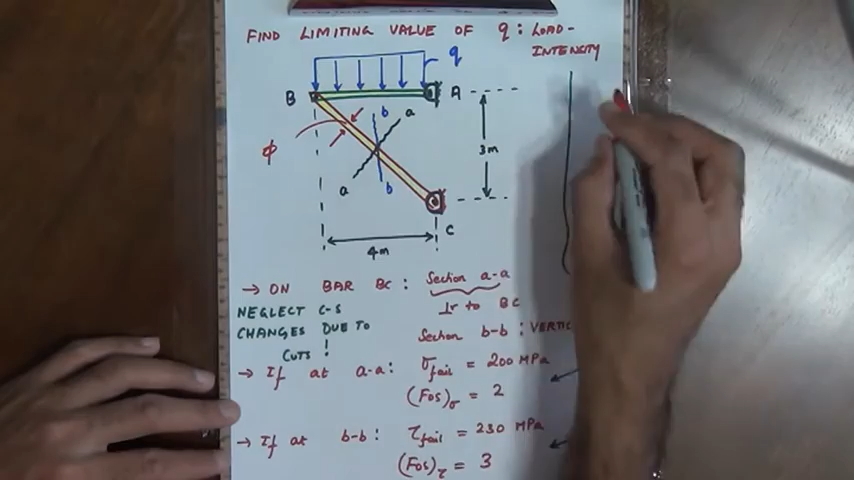 FIND LIMITING VALUE OF q : LOAD-
INTENSITY
q
B
A
b
a
ϕ
3m
a
b
C
4m
→ ON BAR BC : Section a-a
⊥r to BC
NEGLECT C-S
CHANGES DUE TO
CUTS !
Section b-b :
→ If at a-a : σfail = 200 MPa
(FOS)σ = 2
→ If at b-b : τfail = 230 MPa
(FOS)τ = 3